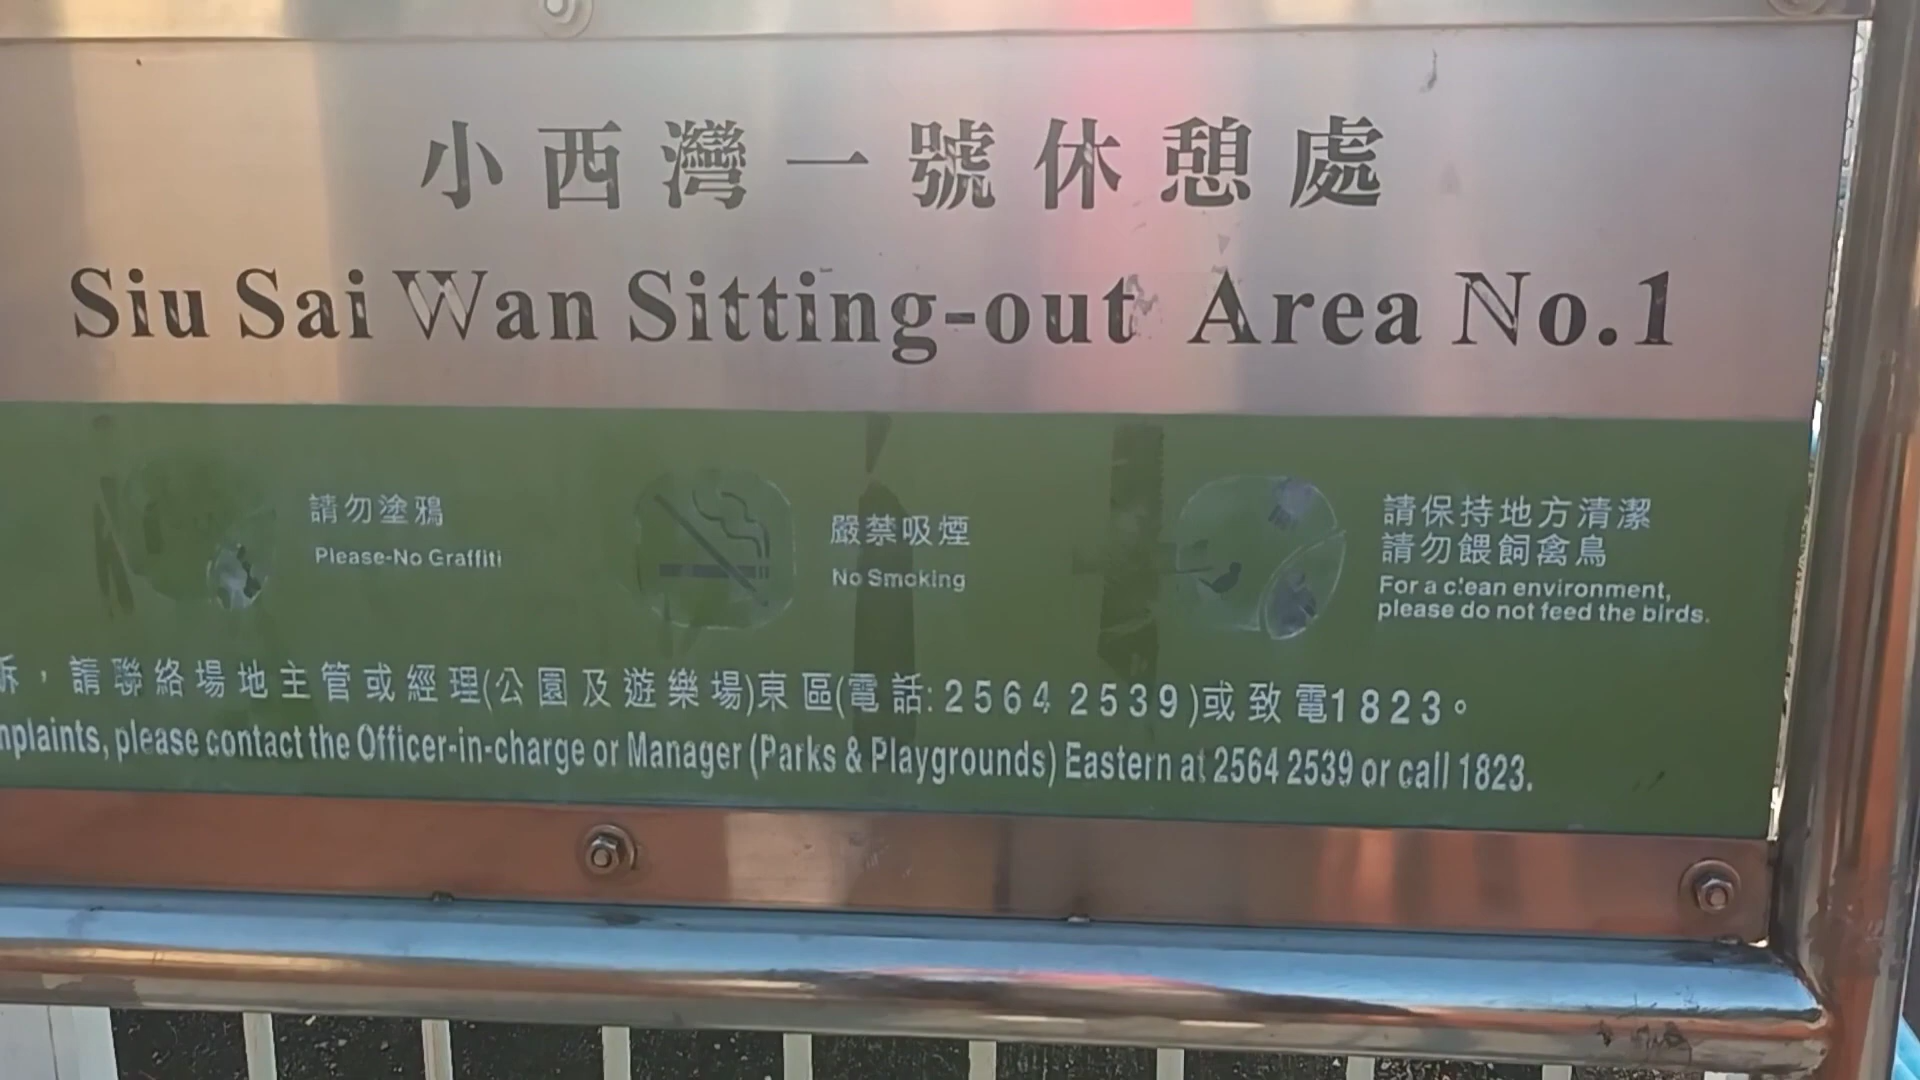 小西灣一號休憩處
Siu Sai Wan Sitting-out Area No.1
請勿塗鴉
Please-No Graffiti
嚴禁吸煙
No Smoking
請保持地方清潔
請勿餵飼禽鳥
For a clean environment,
please do not feed the birds.
訴，請聯絡場地主管或經理(公園及遊樂場)東區(電話:2564 2539)或致電1823。
mplaints, please contact the Officer-in-charge or Manager (Parks & Playgrounds) Eastern at 2564 2539 or call 1823.